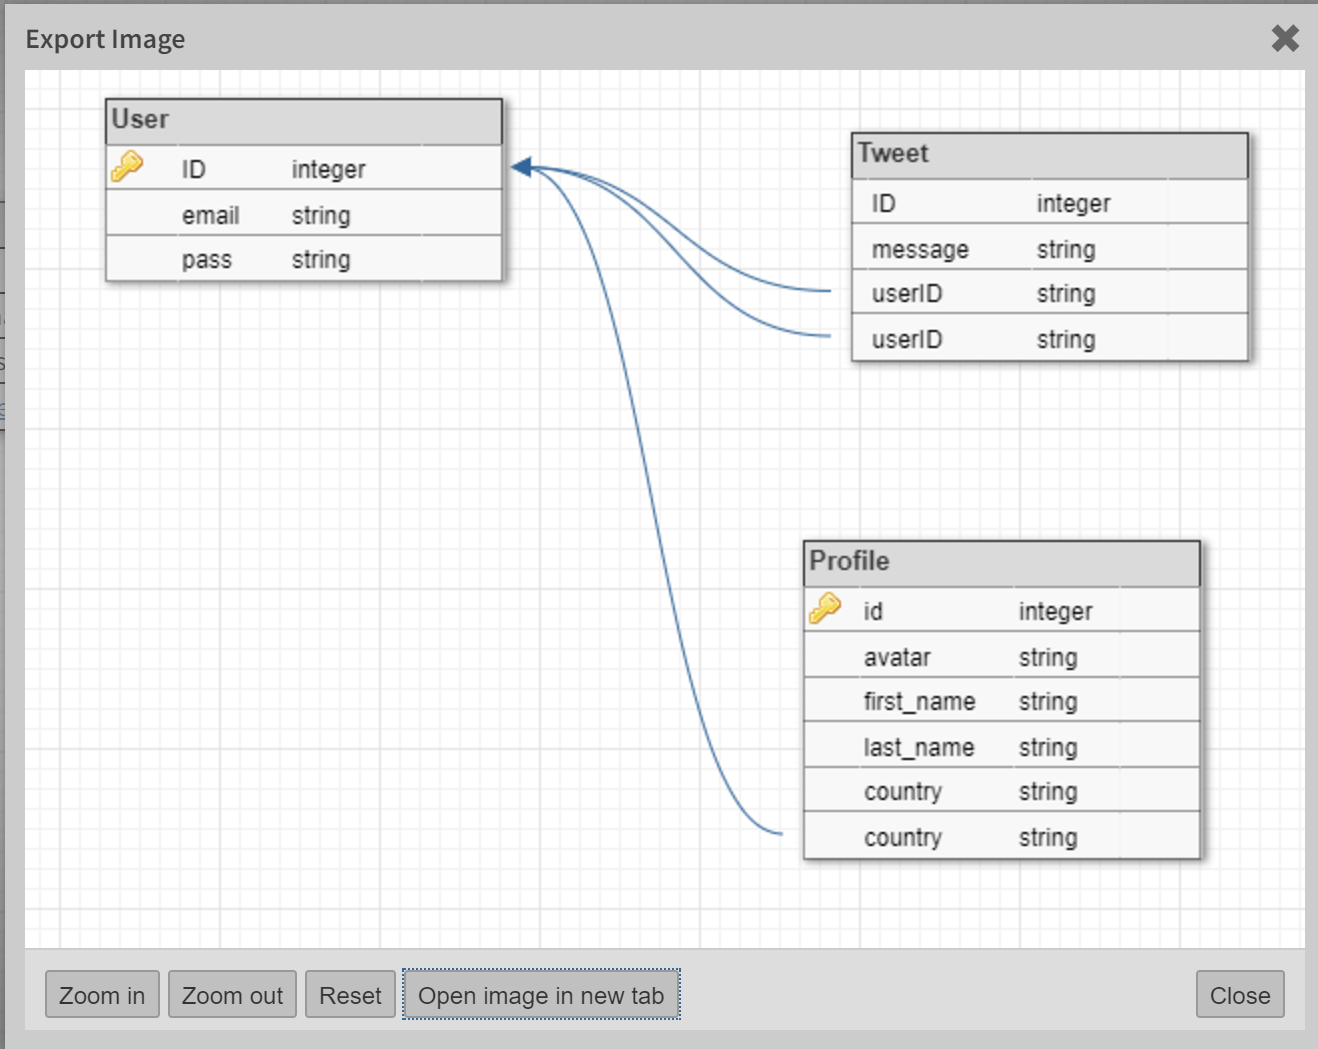 Export Image
User
ID integer
email string
pass string
Tweet
ID integer
message string
userID string
userID string
Profile
id integer
avatar string
first_name string
last_name string
country string
country string
Zoom in Zoom out Reset Open image in new tab Close